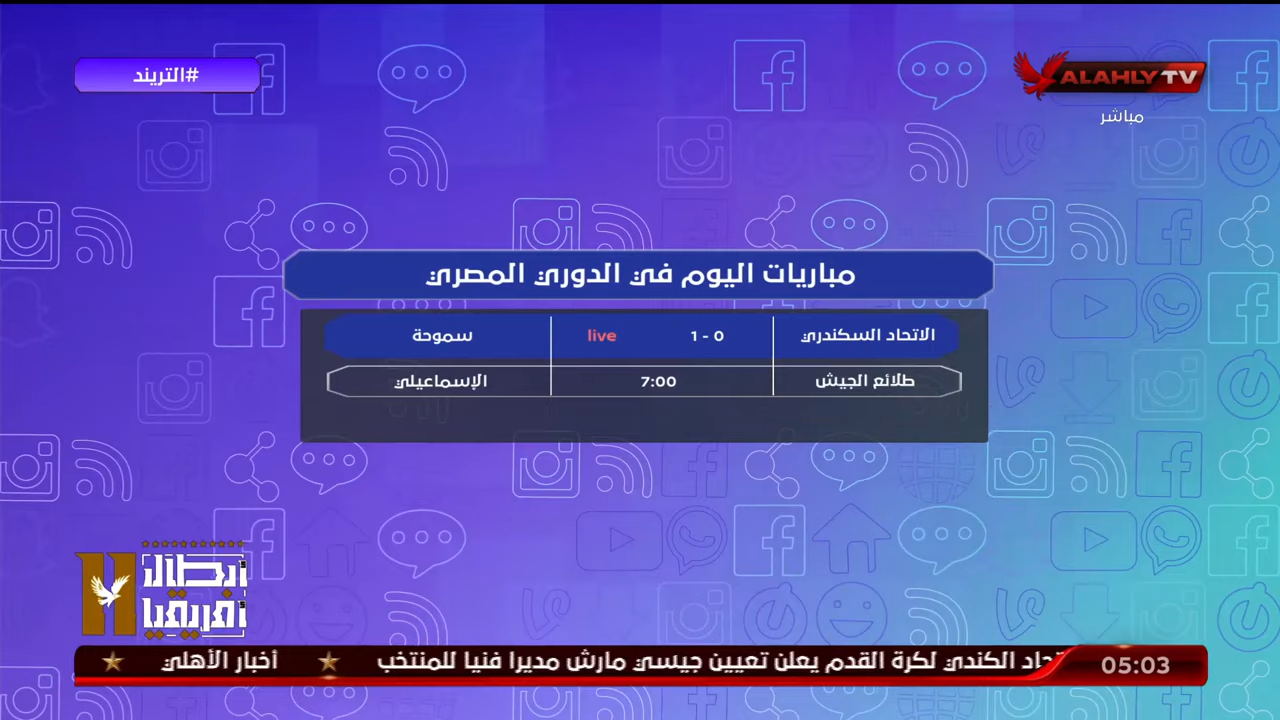 #التريند
ALAHLY TV
مباشر
مباريات اليوم في الدوري المصري
الاتحاد السكندري 1 - 0 live سموحة
طلائع الجيش 7:00 الإسماعيلي
أبطال
أفريقيا
11
05:03
الكندي لكرة القدم يعلن تعيين جيسي مارش مديرا فنيا للمنتخب
أخبار الأهلي